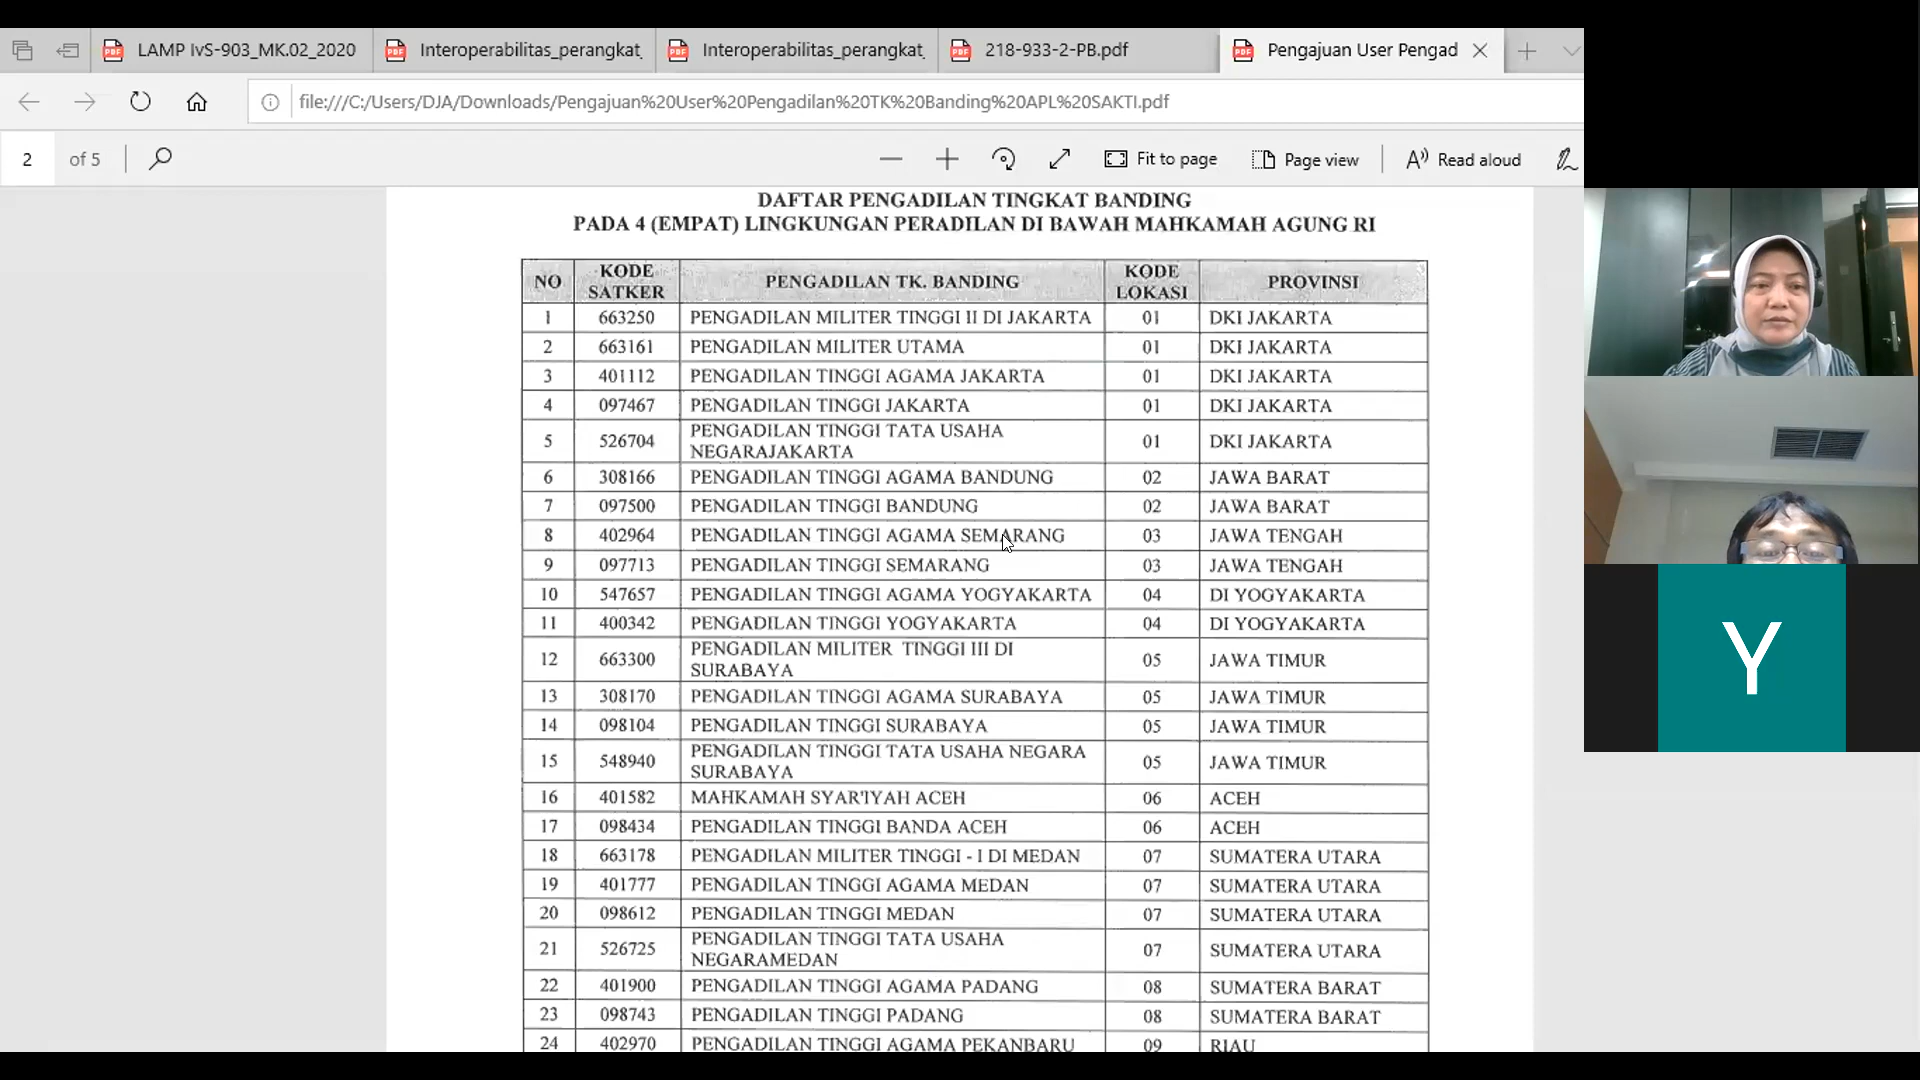 LAMP IvS-903_MK.02_2020
Interoperabilitas_perangkat_
Interoperabilitas_perangkat_
218-933-2-PB.pdf
Pengajuan User Pengad
file:///C:/Users/DJA/Downloads/Pengajuan%20User%20Pengadilan%20TK%20Banding%20APL%20SAKTI.pdf
2 of 5
Fit to page
Page view
Read aloud
DAFTAR PENGADILAN TINGKAT BANDING
PADA 4 (EMPAT) LINGKUNGAN PERADILAN DI BAWAH MAHKAMAH AGUNG RI
NO KODE SATKER PENGADILAN TK. BANDING KODE LOKASI PROVINSI
1 663250 PENGADILAN MILITER TINGGI II DI JAKARTA 01 DKI JAKARTA
2 663161 PENGADILAN MILITER UTAMA 01 DKI JAKARTA
3 401112 PENGADILAN TINGGI AGAMA JAKARTA 01 DKI JAKARTA
4 097467 PENGADILAN TINGGI JAKARTA 01 DKI JAKARTA
5 526704 PENGADILAN TINGGI TATA USAHA NEGARAJAKARTA 01 DKI JAKARTA
6 308166 PENGADILAN TINGGI AGAMA BANDUNG 02 JAWA BARAT
7 097500 PENGADILAN TINGGI BANDUNG 02 JAWA BARAT
8 402964 PENGADILAN TINGGI AGAMA SEMARANG 03 JAWA TENGAH
9 097713 PENGADILAN TINGGI SEMARANG 03 JAWA TENGAH
10 547657 PENGADILAN TINGGI AGAMA YOGYAKARTA 04 DI YOGYAKARTA
11 400342 PENGADILAN TINGGI YOGYAKARTA 04 DI YOGYAKARTA
12 663300 PENGADILAN MILITER TINGGI III DI SURABAYA 05 JAWA TIMUR
13 308170 PENGADILAN TINGGI AGAMA SURABAYA 05 JAWA TIMUR
14 098104 PENGADILAN TINGGI SURABAYA 05 JAWA TIMUR
15 548940 PENGADILAN TINGGI TATA USAHA NEGARA SURABAYA 05 JAWA TIMUR
16 401582 MAHKAMAH SYAR'IYAH ACEH 06 ACEH
17 098434 PENGADILAN TINGGI BANDA ACEH 06 ACEH
18 663178 PENGADILAN MILITER TINGGI - I DI MEDAN 07 SUMATERA UTARA
19 401777 PENGADILAN TINGGI AGAMA MEDAN 07 SUMATERA UTARA
20 098612 PENGADILAN TINGGI MEDAN 07 SUMATERA UTARA
21 526725 PENGADILAN TINGGI TATA USAHA NEGARAMEDAN 07 SUMATERA UTARA
22 401900 PENGADILAN TINGGI AGAMA PADANG 08 SUMATERA BARAT
23 098743 PENGADILAN TINGGI PADANG 08 SUMATERA BARAT
24 402970 PENGADILAN TINGGI AGAMA PEKANBARU 09 RIAU
Y